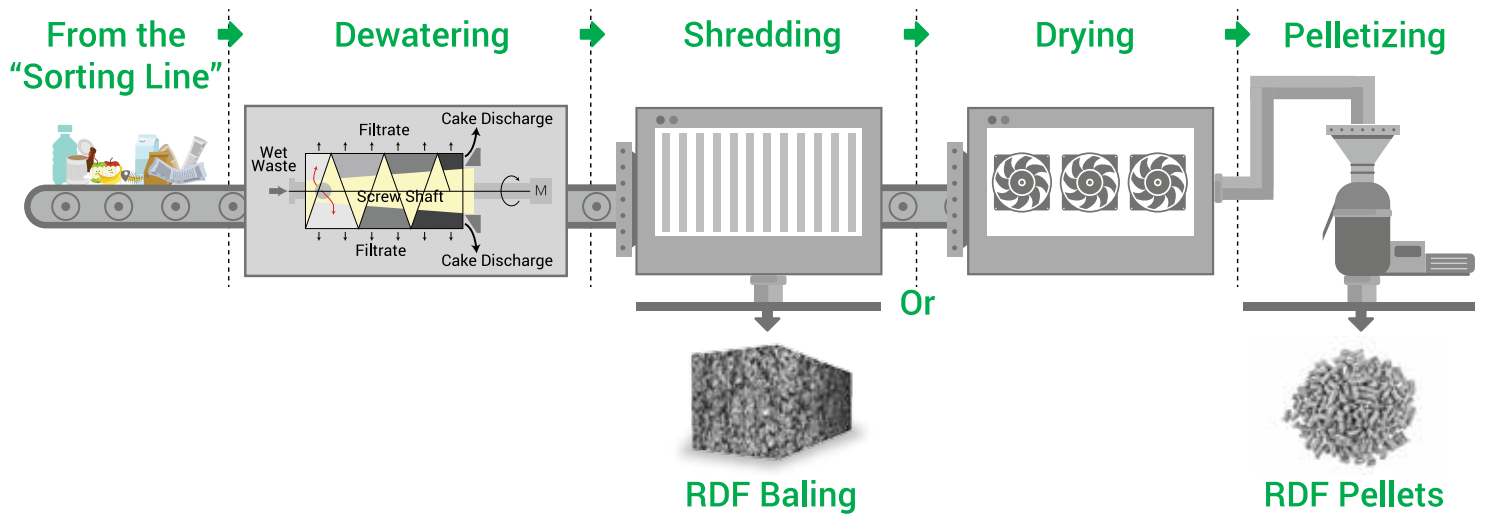 From the
“Sorting Line”
Dewatering
Shredding
Drying
Pelletizing
Cake Discharge
Filtrate
Wet
Waste
Screw Shaft
M
Filtrate
Cake Discharge
Or
RDF Baling
RDF Pellets